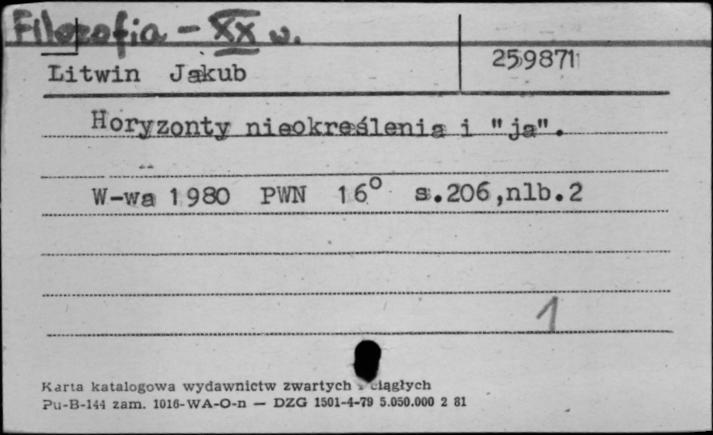 Filozofia - XX w.
Litwin Jakub 259871
Horyzonty nieokreślenia i "ja".
W-wa 1980 PWN 16° s.206,nlb.2
1
Karta katalogowa wydawnictw zwartych i ciągłych
Pu-B-144 zam. 1016-WA-O-n — DZG 1501-4-79 5.050.000 2 81